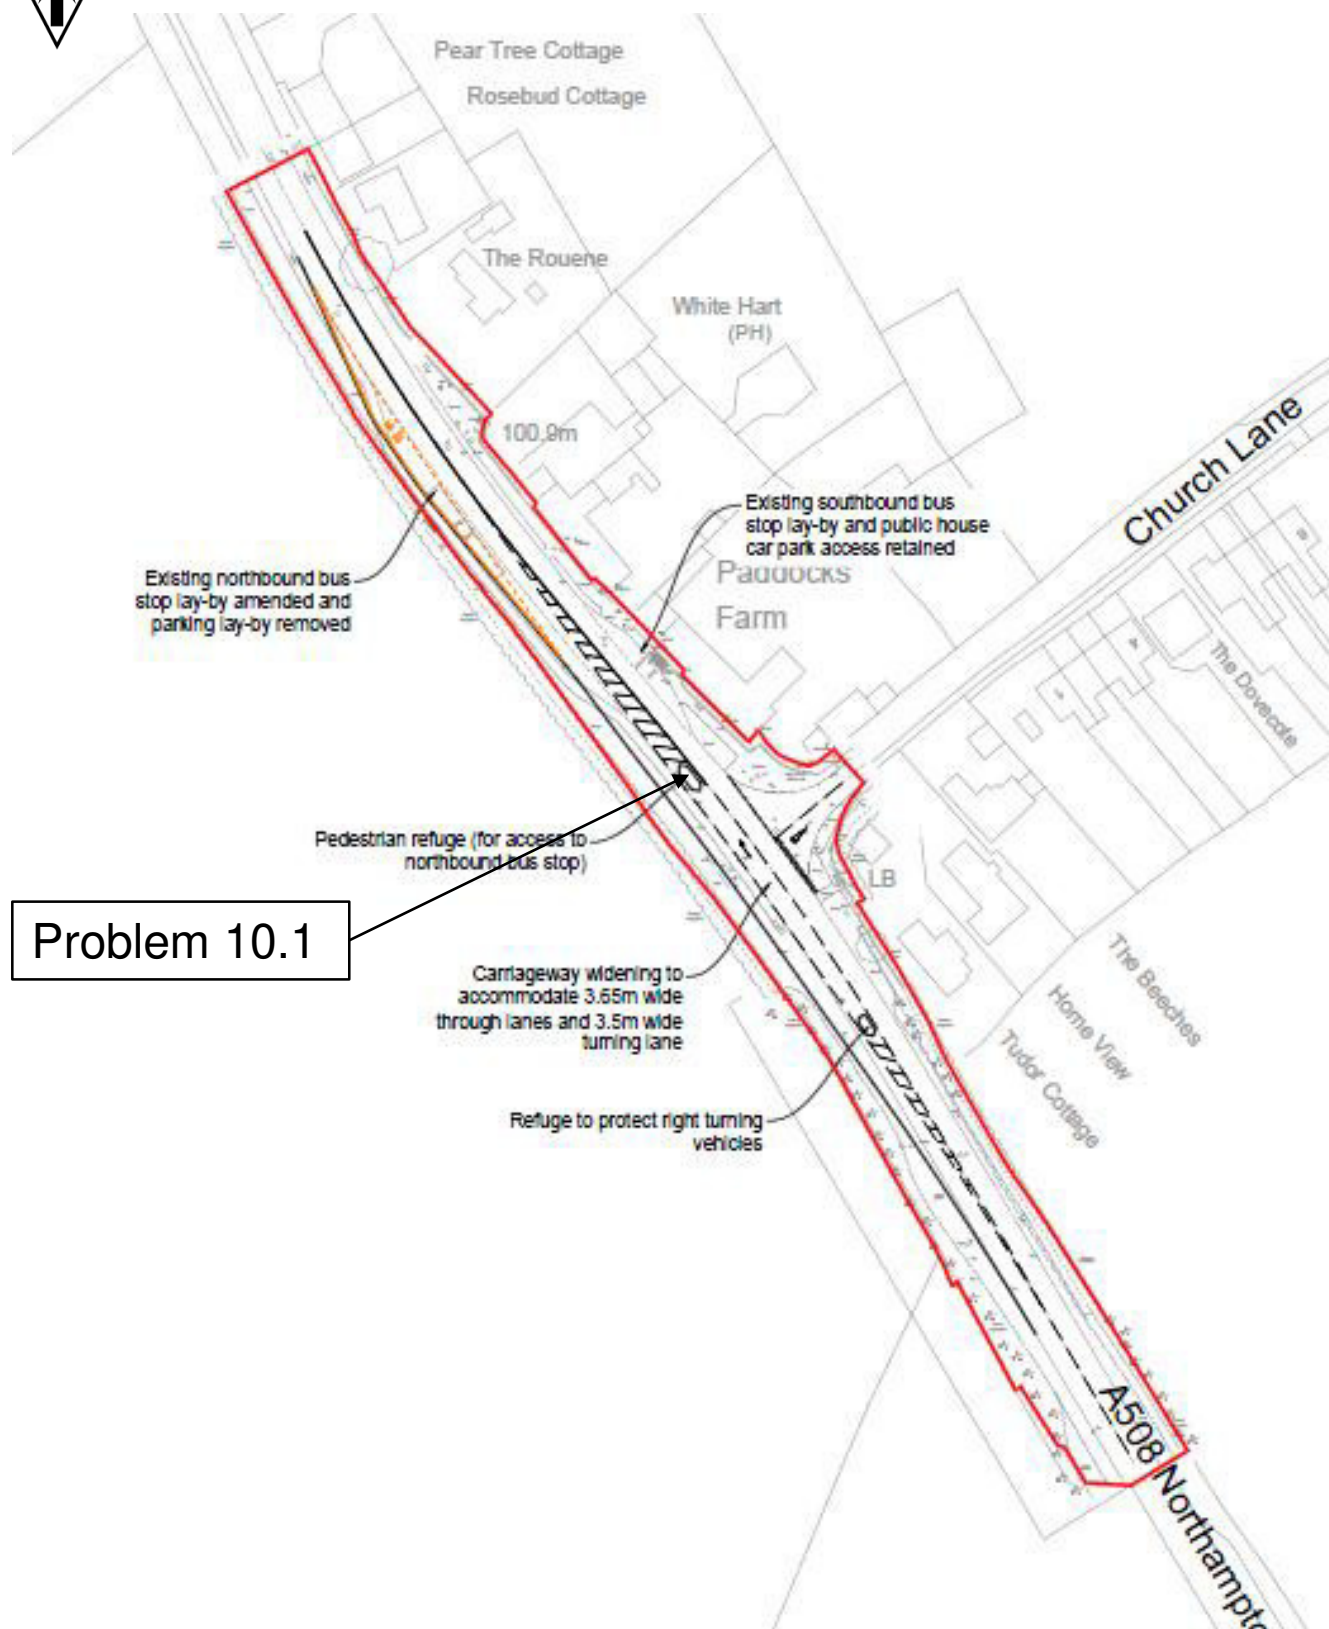 Pear Tree Cottage
Rosebud Cottage
The Rouene
White Hart
(PH)
100.9m
Church Lane
Existing southbound bus
stop lay-by and public house
car park access retained
Paddocks
Farm
Existing northbound bus
stop lay-by amended and
parking lay-by removed
The Dovecote
Pedestrian refuge (for access to
northbound bus stop)
LB
Problem 10.1
Carriageway widening to
accommodate 3.65m wide
through lanes and 3.5m wide
turning lane
The Beeches
Home View
Tudor Cottage
Refuge to protect right turning
vehicles
A508 Northampto